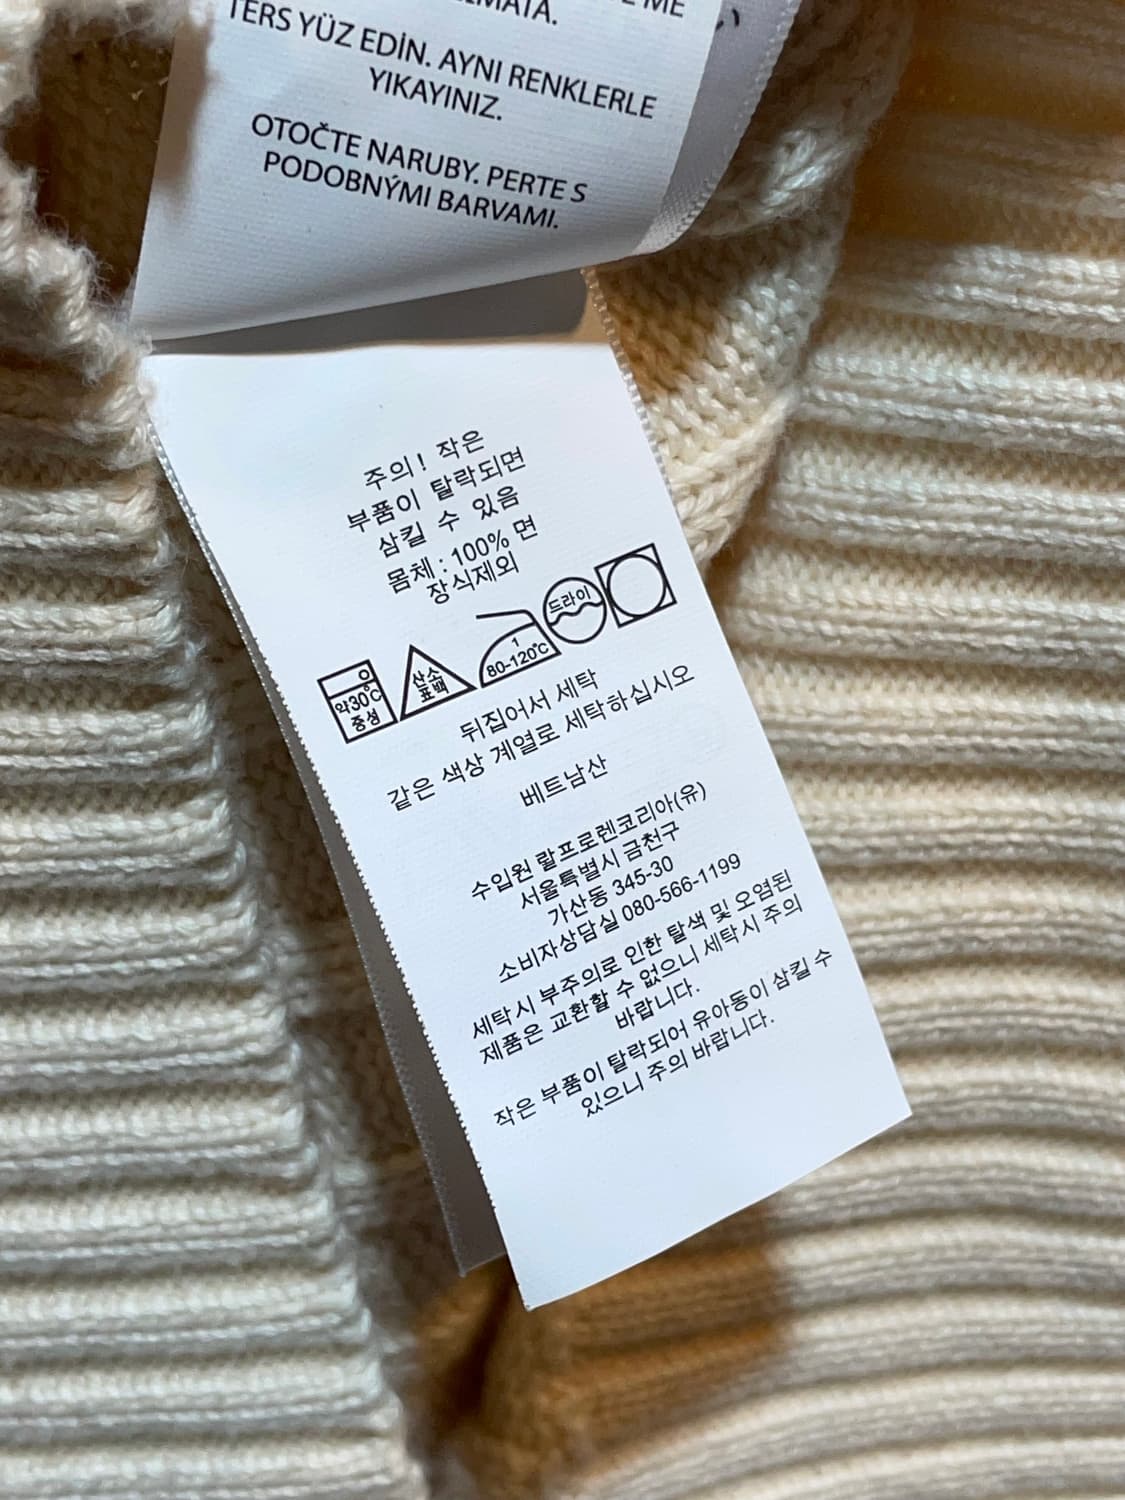 TERS YÜZ EDİN. AYNI RENKLERLE
YIKAYINIZ.
OTOČTE NARUBY. PERTE S
PODOBNÝMI BARVAMI.
주의! 작은
부품이 탈락되면
삼킬 수 있음
몸체 : 100% 면
장식제외
약30℃
중성
산소
표백
1
80-120℃
드라이
뒤집어서 세탁
같은 색상 계열로 세탁하십시오
베트남산
수입원 랄프로렌코리아(유)
서울특별시 금천구
가산동 345-30
소비자상담실 080-566-1199
세탁시 부주의로 인한 탈색 및 오염된
제품은 교환할 수 없으니 세탁시 주의
바랍니다.
작은 부품이 탈락되어 유아동이 삼킬 수
있으니 주의 바랍니다.